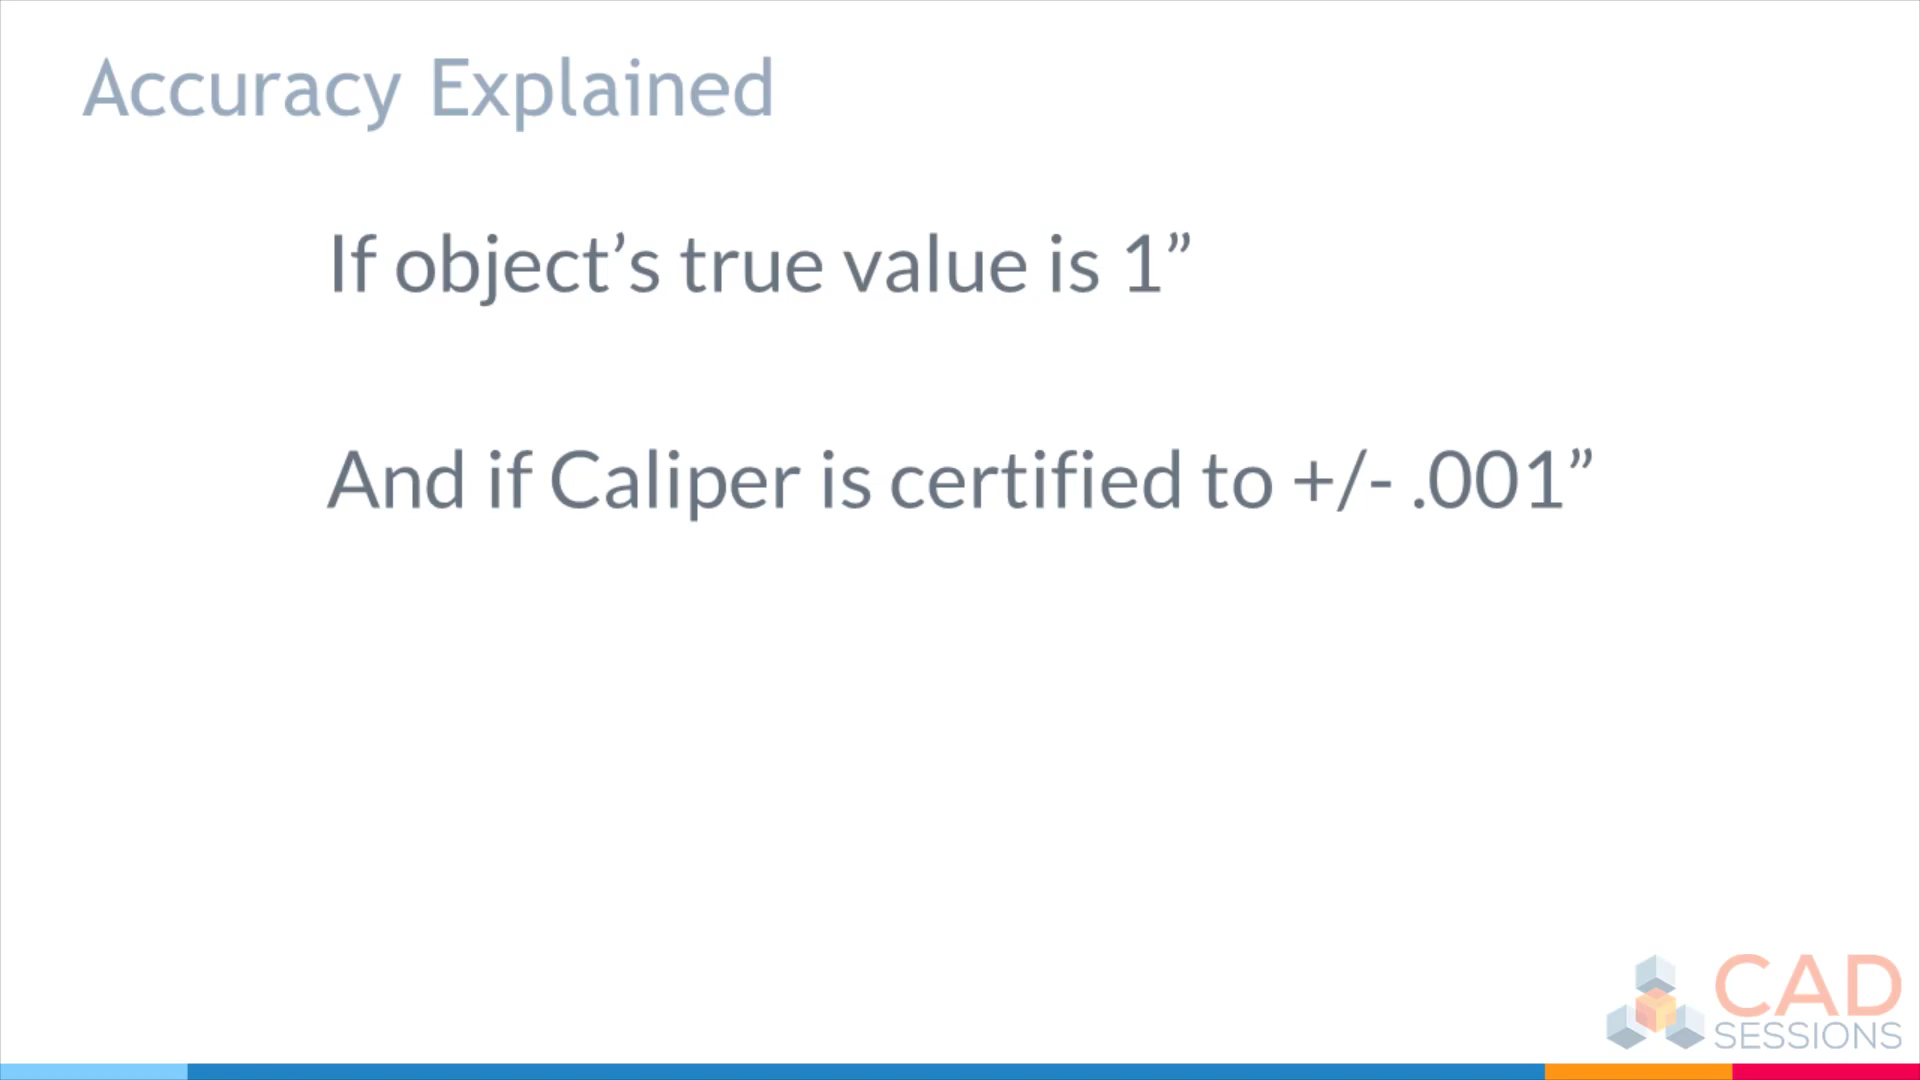 Accuracy Explained
If object’s true value is 1”
And if Caliper is certified to +/- .001”
CAD
SESSIONS